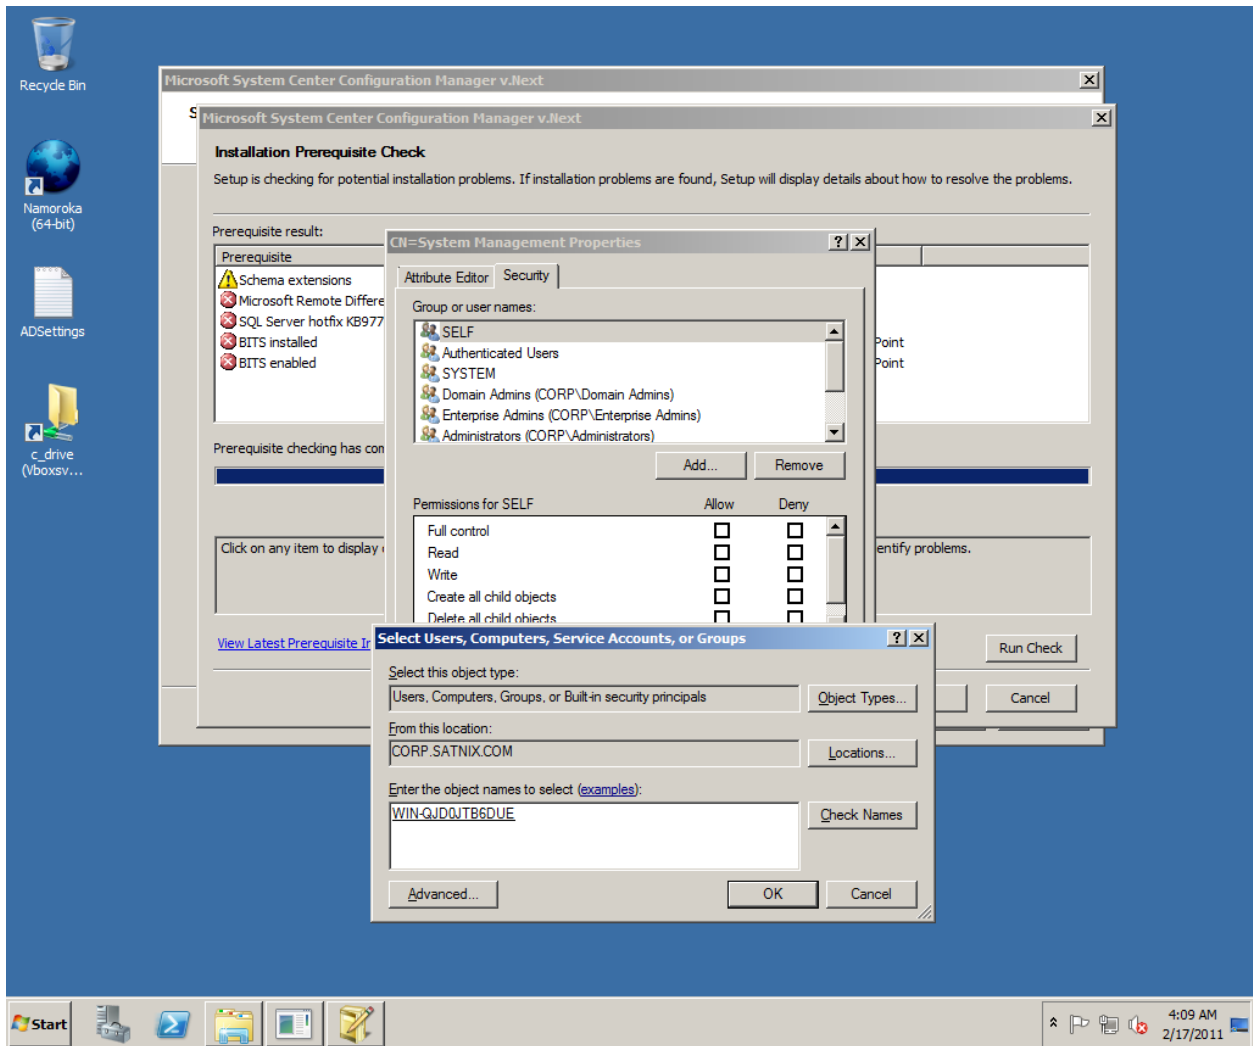 Recycle Bin
Namoroka
(64-bit)
ADSettings
c_drive
(Vboxsv...
Microsoft System Center Configuration Manager v.Next
S
Microsoft System Center Configuration Manager v.Next
Installation Prerequisite Check
Setup is checking for potential installation problems. If installation problems are found, Setup will display details about how to resolve the problems.
Prerequisite result:
Prerequisite
Schema extensions
Microsoft Remote Differe
SQL Server hotfix KB977
BITS installed
Point
BITS enabled
Point
Prerequisite checking has con
Click on any item to display
entify problems.
View Latest Prerequisite Ir
Run Check
Cancel
CN=System Management Properties
Attribute Editor
Security
Group or user names:
SELF
Authenticated Users
SYSTEM
Domain Admins (CORP\Domain Admins)
Enterprise Admins (CORP\Enterprise Admins)
Administrators (CORP\Administrators)
Add...
Remove
Permissions for SELF Allow Deny
Full control
Read
Write
Create all child objects
Delete all child objects
Select Users, Computers, Service Accounts, or Groups
Select this object type:
Users, Computers, Groups, or Built-in security principals
Object Types...
From this location:
CORP.SATNIX.COM
Locations...
Enter the object names to select (examples):
WIN-QJD0JTB6DUE
Check Names
Advanced...
OK
Cancel
Start
4:09 AM
2/17/2011